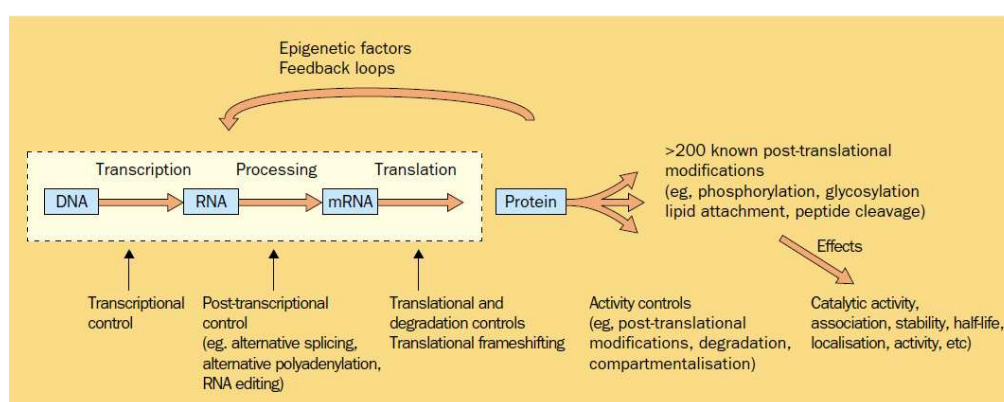 Epigenetic factors
Feedback loops
>200 known post-translational
modifications
(eg, phosphorylation, glycosylation
lipid attachment, peptide cleavage)
Transcription
Processing
Translation
DNA
RNA
mRNA
Protein
Effects
Transcriptional
control
Post-transcriptional
control
(eg. alternative splicing,
alternative polyadenylation,
RNA editing)
Translational and
degradation controls
Translational frameshifting
Activity controls
(eg, post-translational
modifications, degradation,
compartmentalisation)
Catalytic activity,
association, stability, half-life,
localisation, activity, etc)